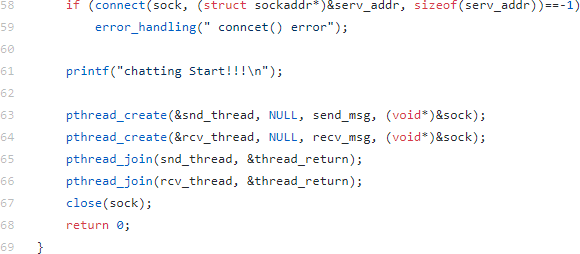 58 if (connect(sock, (struct sockaddr*)&serv_addr, sizeof(serv_addr))==-1)
59 error_handling(" conncet() error");
60
61 printf("chatting Start!!!\n");
62
63 pthread_create(&snd_thread, NULL, send_msg, (void*)&sock);
64 pthread_create(&rcv_thread, NULL, recv_msg, (void*)&sock);
65 pthread_join(snd_thread, &thread_return);
66 pthread_join(rcv_thread, &thread_return);
67 close(sock);
68 return 0;
69 }